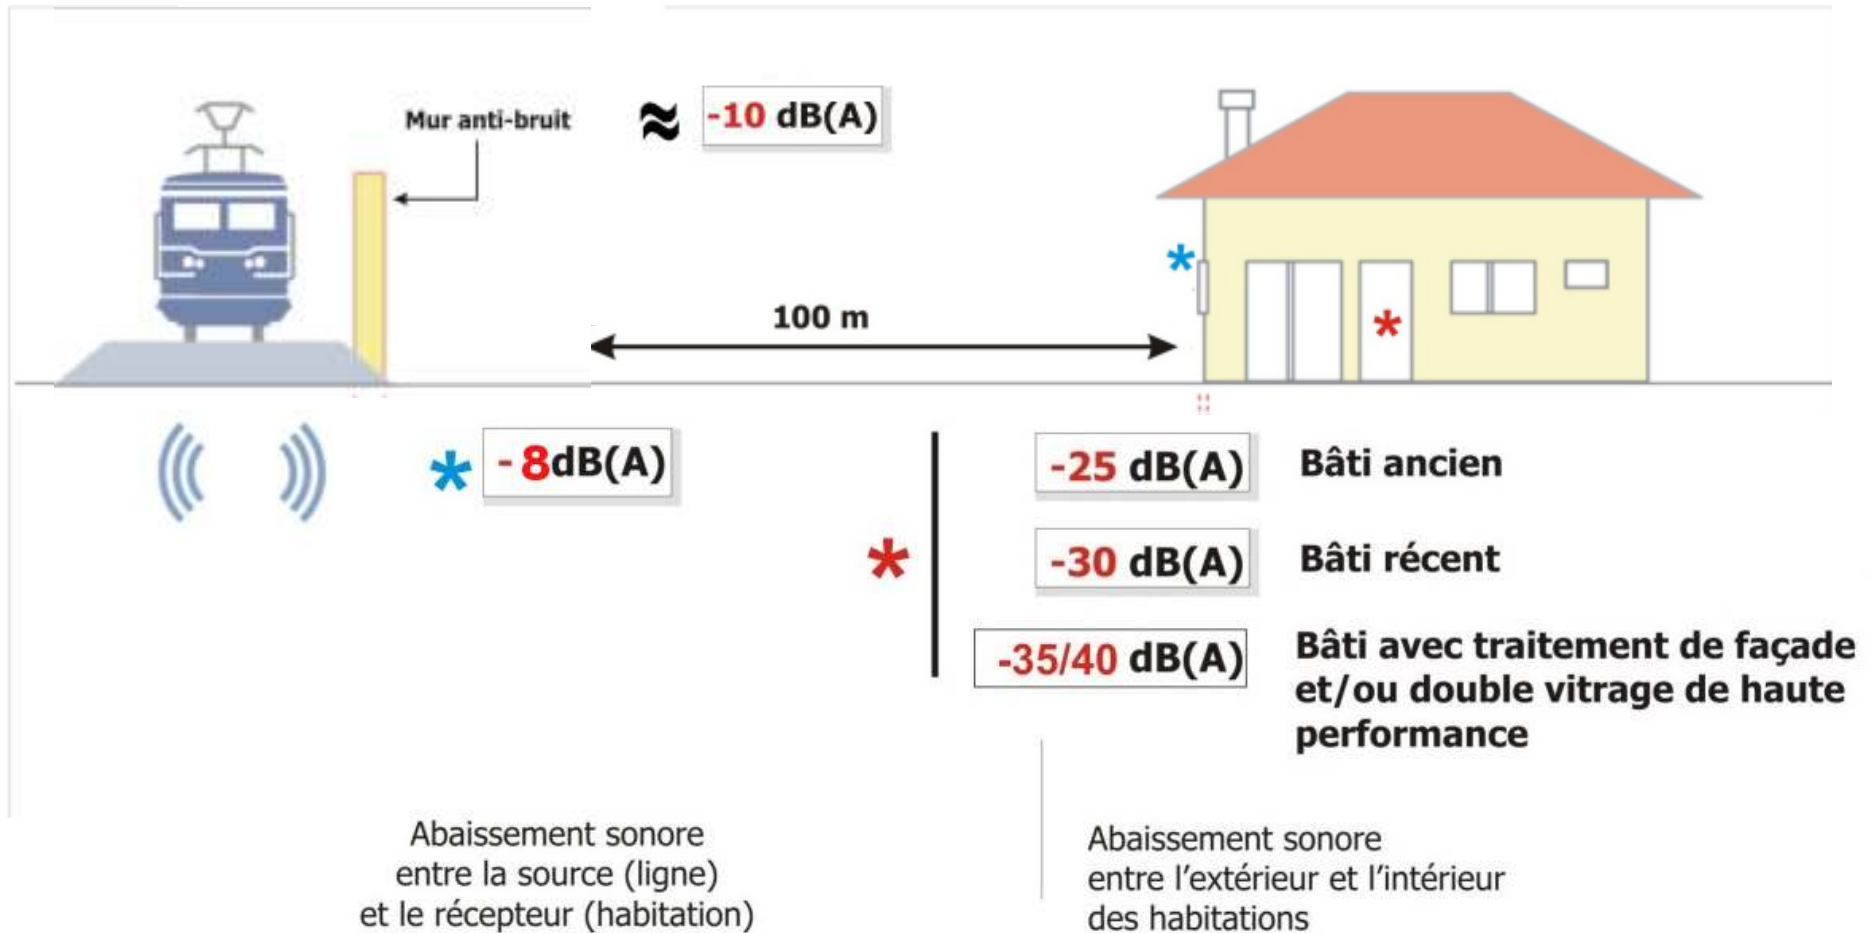 Mur anti-bruit
≈ -10 dB(A)
100 m
* - 8dB(A)
-25 dB(A) Bâti ancien
* -30 dB(A) Bâti récent
-35/40 dB(A) Bâti avec traitement de façade
et/ou double vitrage de haute
performance
Abaissement sonore
entre la source (ligne)
et le récepteur (habitation)
Abaissement sonore
entre l'extérieur et l'intérieur
des habitations